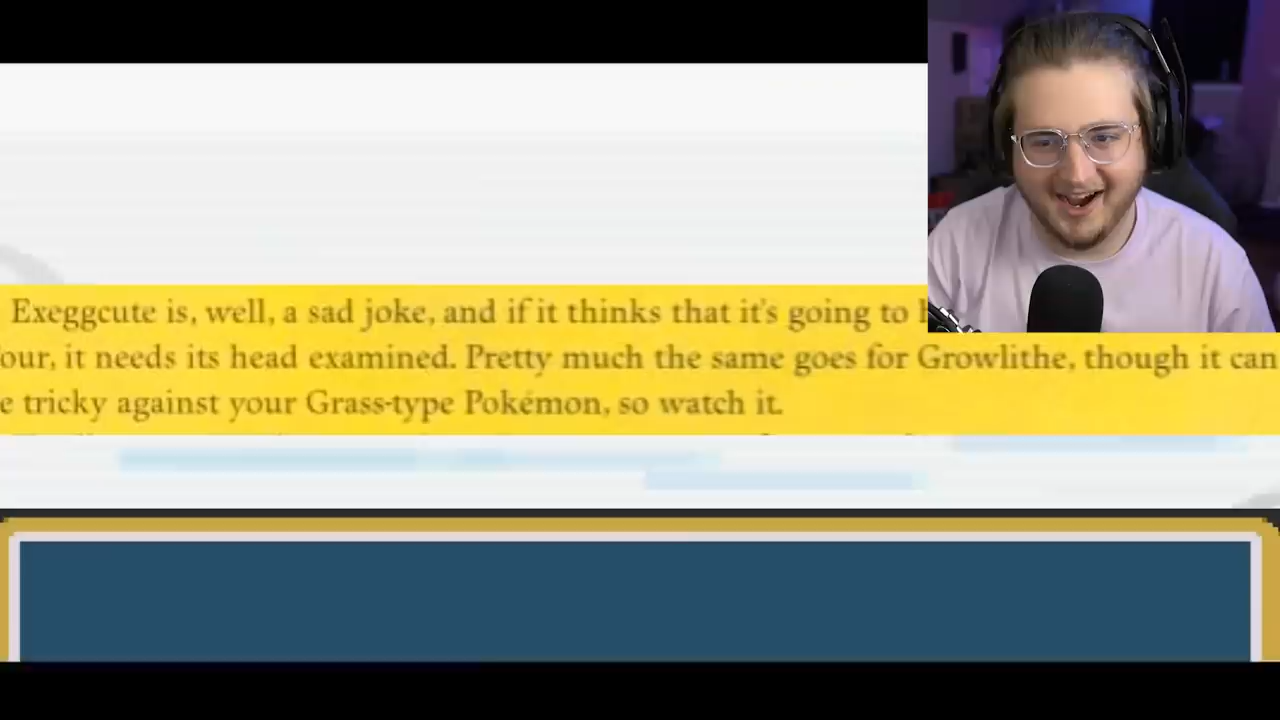 Exeggcute is, well, a sad joke, and if it thinks that it's going to
it needs its head examined. Pretty much the same goes for Growlithe, though it can
tricky against your Grass-type Pokémon, so watch it.